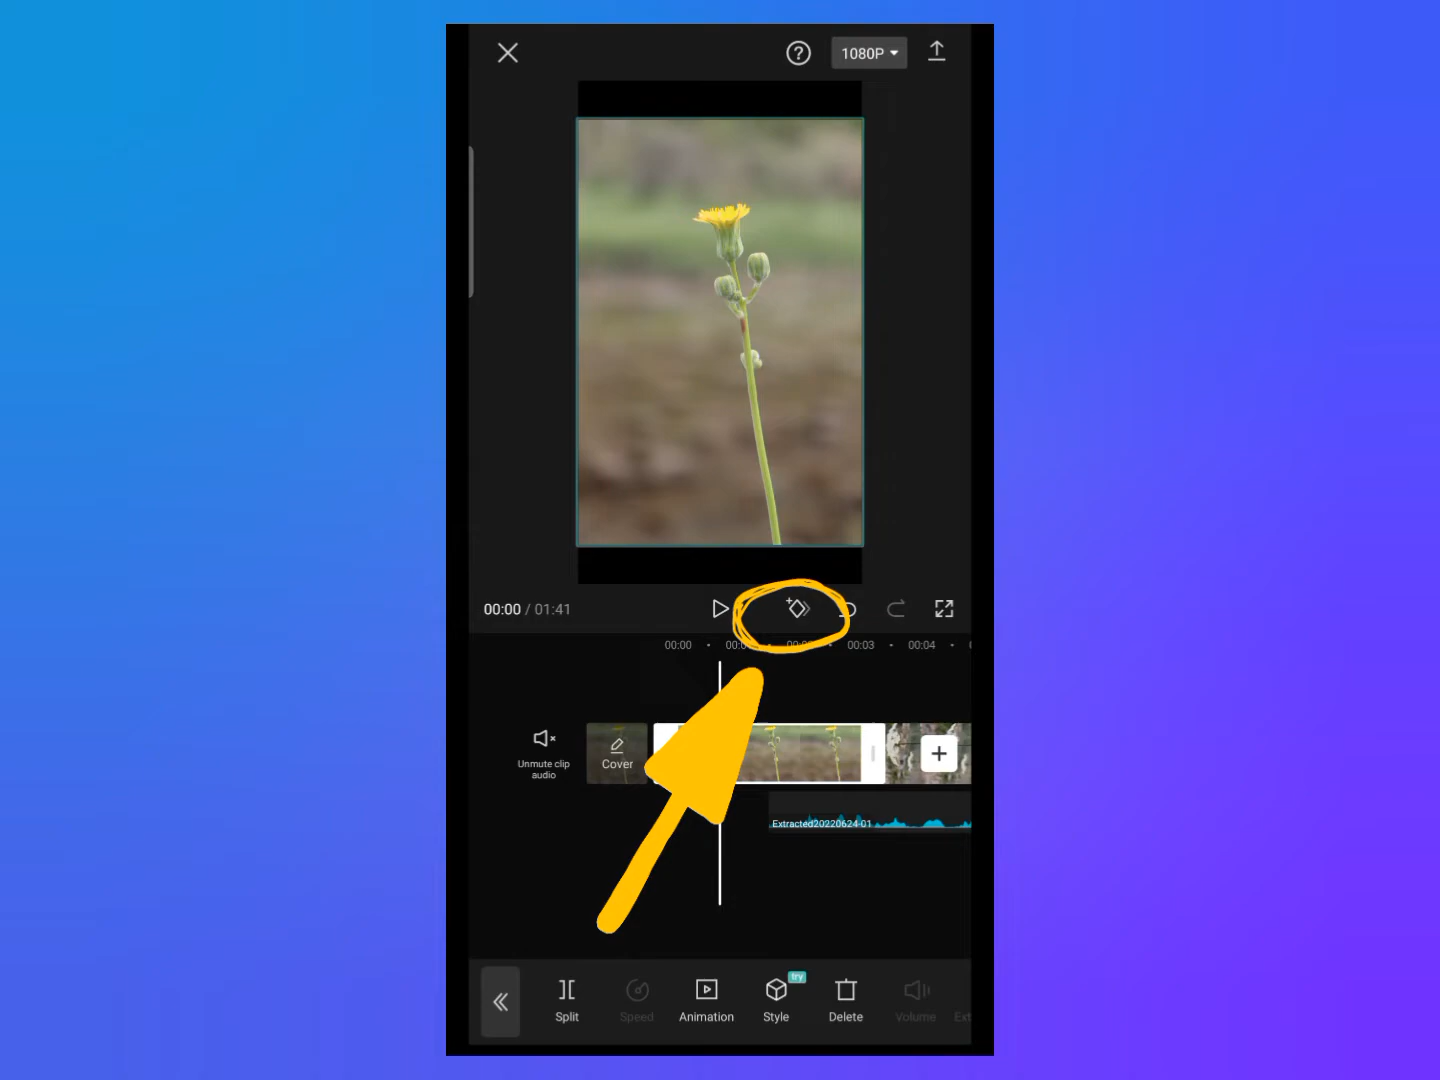 1080P
00:00 / 01:41
00:00
00:03
00:04
Unmute clip
audio
Cover
Extracted20220624-01
try
Split
Speed
Animation
Style
Delete
Volume